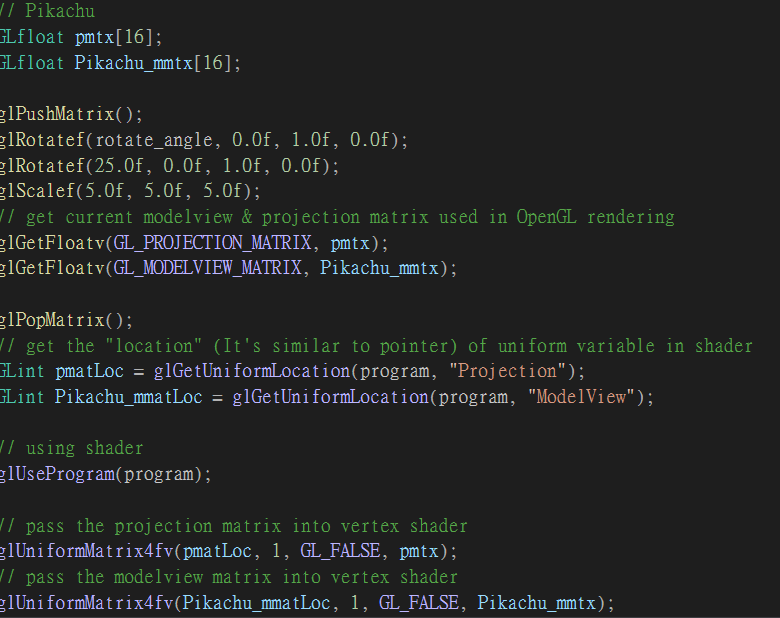 // Pikachu
GLfloat pmtx[16];
GLfloat Pikachu_mmtx[16];
glPushMatrix();
glRotatef(rotate_angle, 0.0f, 1.0f, 0.0f);
glRotatef(25.0f, 0.0f, 1.0f, 0.0f);
glScalef(5.0f, 5.0f, 5.0f);
// get current modelview & projection matrix used in OpenGL rendering
glGetFloatv(GL_PROJECTION_MATRIX, pmtx);
glGetFloatv(GL_MODELVIEW_MATRIX, Pikachu_mmtx);
glPopMatrix();
// get the "location" (It's similar to pointer) of uniform variable in shader
GLint pmatLoc = glGetUniformLocation(program, "Projection");
GLint Pikachu_mmatLoc = glGetUniformLocation(program, "ModelView");
// using shader
glUseProgram(program);
// pass the projection matrix into vertex shader
glUniformMatrix4fv(pmatLoc, 1, GL_FALSE, pmtx);
// pass the modelview matrix into vertex shader
glUniformMatrix4fv(Pikachu_mmatLoc, 1, GL_FALSE, Pikachu_mmtx);